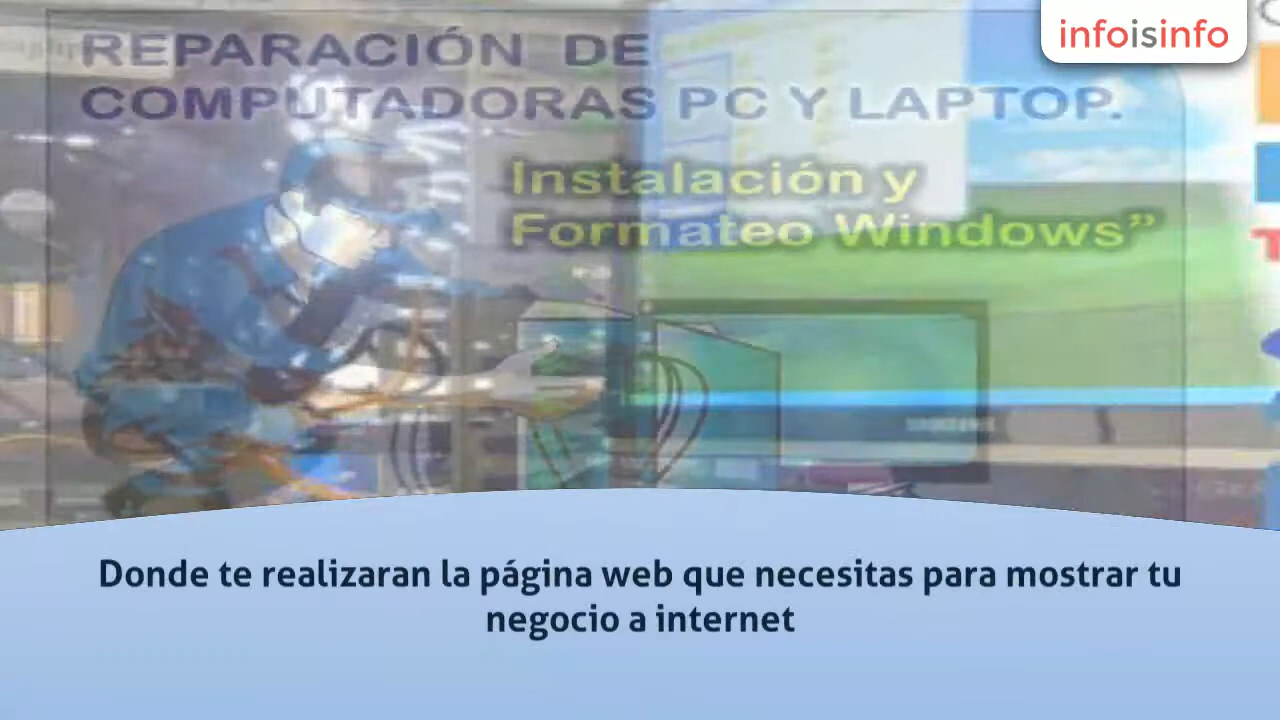 infoisinfo
REPARACIÓN DE
COMPUTADORAS PC Y LAPTOP.
Instalación y
Formateo Windows”
Donde te realizaran la página web que necesitas para mostrar tu
negocio a internet